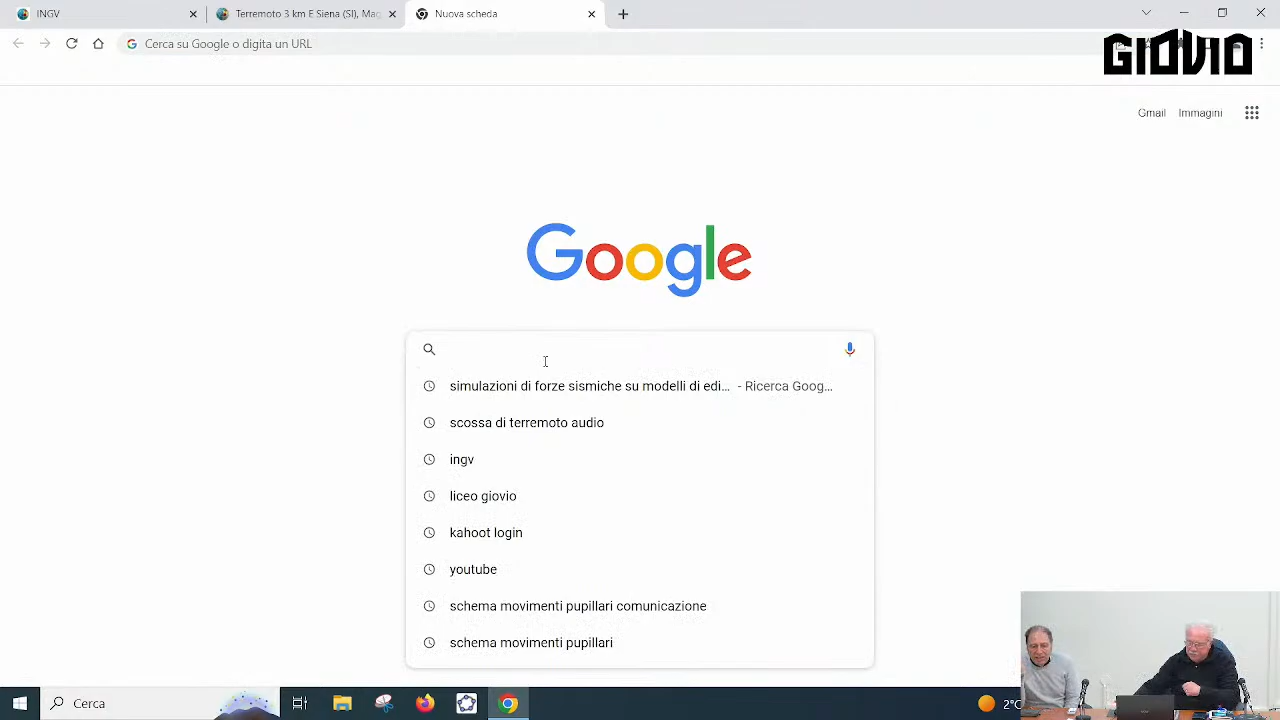 INGV
Terremoto 3 km E Siena (SI), Mag
Nuova scheda
Cerca su Google o digita un URL
GIOVIO
Gmail Immagini
Google
simulazioni di forze sismiche su modelli di edi... - Ricerca Goog...
scossa di terremoto audio
ingv
liceo giovio
kahoot login
youtube
schema movimenti pupillari comunicazione
schema movimenti pupillari
Cerca